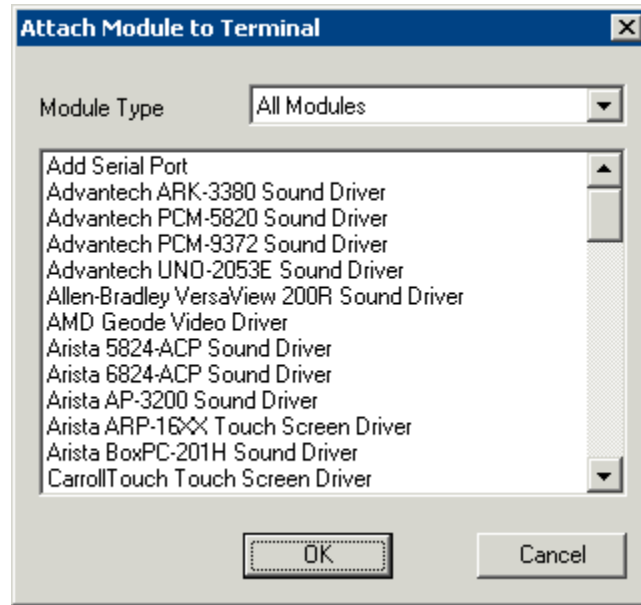 Attach Module to Terminal
Module Type
All Modules
Add Serial Port
Advantech ARK-3380 Sound Driver
Advantech PCM-5820 Sound Driver
Advantech PCM-9372 Sound Driver
Advantech UNO-2053E Sound Driver
Allen-Bradley VersaView 200R Sound Driver
AMD Geode Video Driver
Arista 5824-ACP Sound Driver
Arista 6824-ACP Sound Driver
Arista AP-3200 Sound Driver
Arista ARP-16XX Touch Screen Driver
Arista BoxPC-201H Sound Driver
CarrollTouch Touch Screen Driver
OK
Cancel